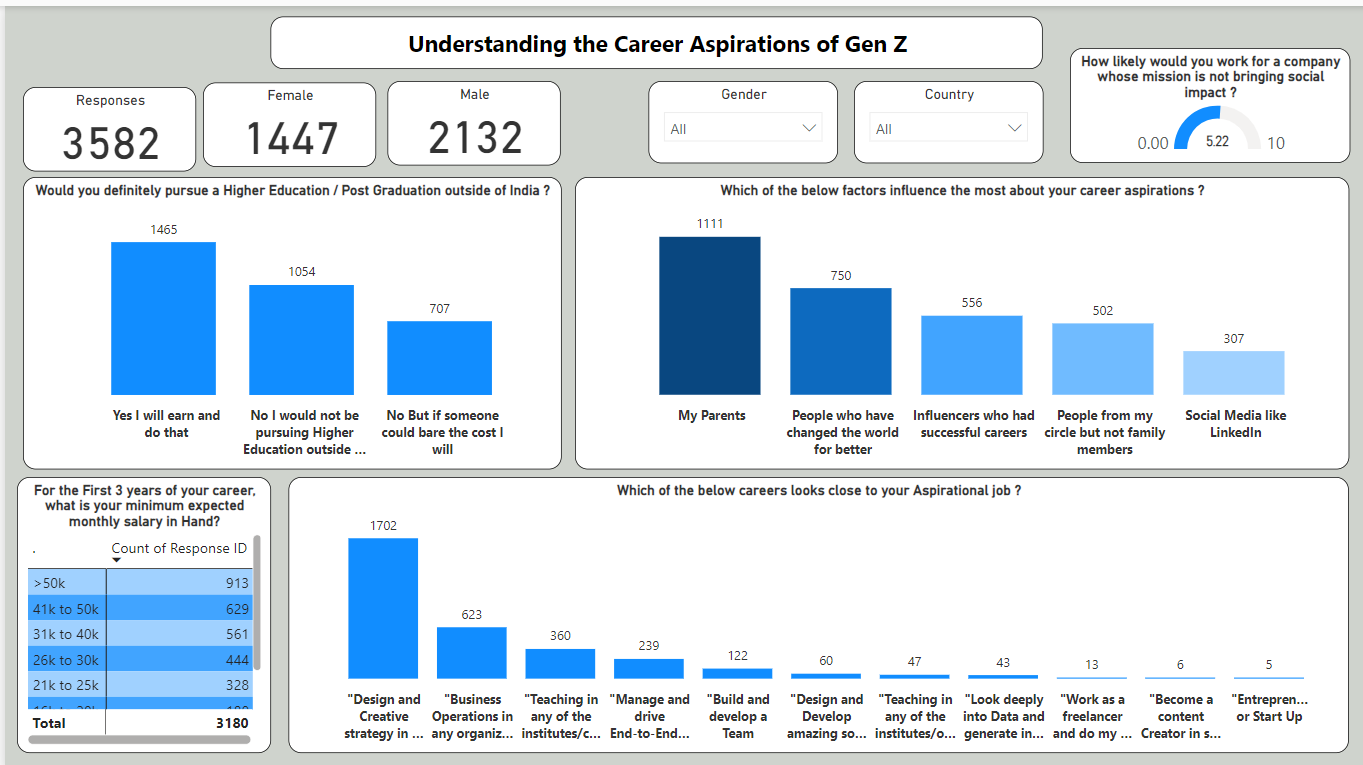 Understanding the Career Aspirations of Gen Z
Responses
3582
Female
1447
Male
2132
Gender
All
Country
All
How likely would you work for a company
whose mission is not bringing social
impact ?
0.00
5.22
10
Would you definitely pursue a Higher Education / Post Graduation outside of India ?
1465
1054
707
Yes I will earn and
do that
No I would not be
pursuing Higher
Education outside ...
No But if someone
could bare the cost I
will
Which of the below factors influence the most about your career aspirations ?
1111
750
556
502
307
My Parents
People who have
changed the world
for better
Influencers who had
successful careers
People from my
circle but not family
members
Social Media like
LinkedIn
For the First 3 years of your career,
what is your minimum expected
monthly salary in Hand?
. Count of Response ID
>50k 913
41k to 50k 629
31k to 40k 561
26k to 30k 444
21k to 25k 328
Total 3180
Which of the below careers looks close to your Aspirational job ?
1702
623
360
239
122
60
47
43
13
6
5
"Design and
Creative
strategy in ...
"Business
Operations in
any organiz...
"Teaching in
any of the
institutes/c...
"Manage and
drive
End-to-End...
"Build and
develop a
Team
"Design and
Develop
amazing so...
"Teaching in
any of the
institutes/o...
"Look deeply
into Data and
generate in...
"Work as a
freelancer
and do my ...
"Become a
content
Creator in s...
"Entrepren...
or Start Up